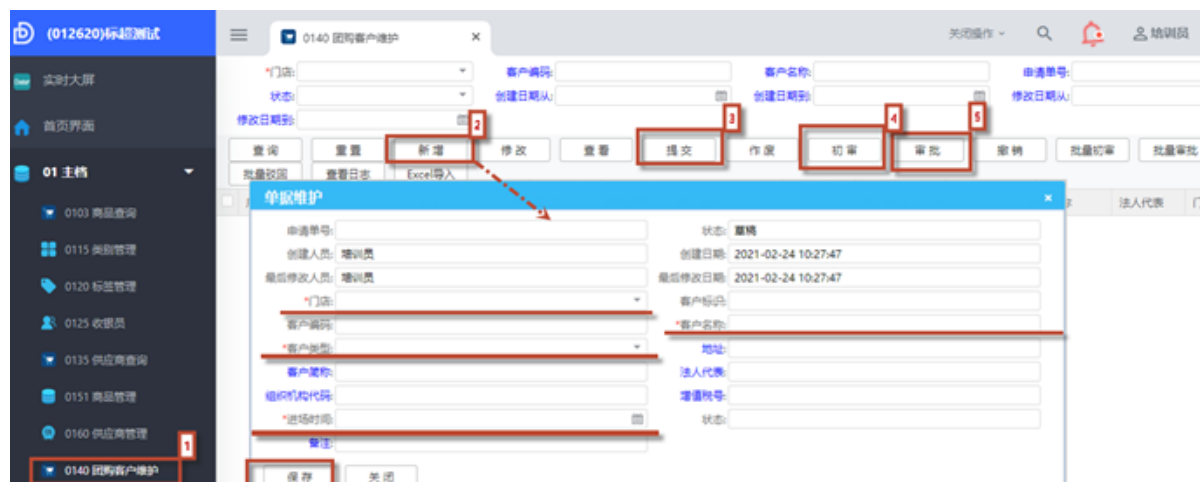 (012620)标超测试
0140 团购客户维护 ×
关闭操作
培训员
实时大屏
首页界面
01 主档
0103 商品查询
0115 类别管理
0120 标签管理
0125 收银员
0135 供应商查询
0151 商品管理
0160 供应商管理
1
0140 团购客户维护
*门店: 客户编码: 客户名称: 申请单号:
状态: 创建日期从: 创建日期到: 修改日期从:
修改日期到:
2 3 4 5
查询 重置 新增 修改 查看 提交 作废 初审 审批 撤销 批量初审 批量审批
批量驳回 查看日志 Excel导入
法人代表
单据维护 ×
申请单号: 状态: 草稿
创建人员: 培训员 创建日期: 2021-02-24 10:27:47
最后修改人员: 培训员 最后修改日期: 2021-02-24 10:27:47
*门店: 客户标识:
客户编码: *客户名称:
*客户类型: 地址:
客户简称: 法人代表:
组织机构代码: 增值税号:
*进场时间: 状态:
备注:
保存 关闭